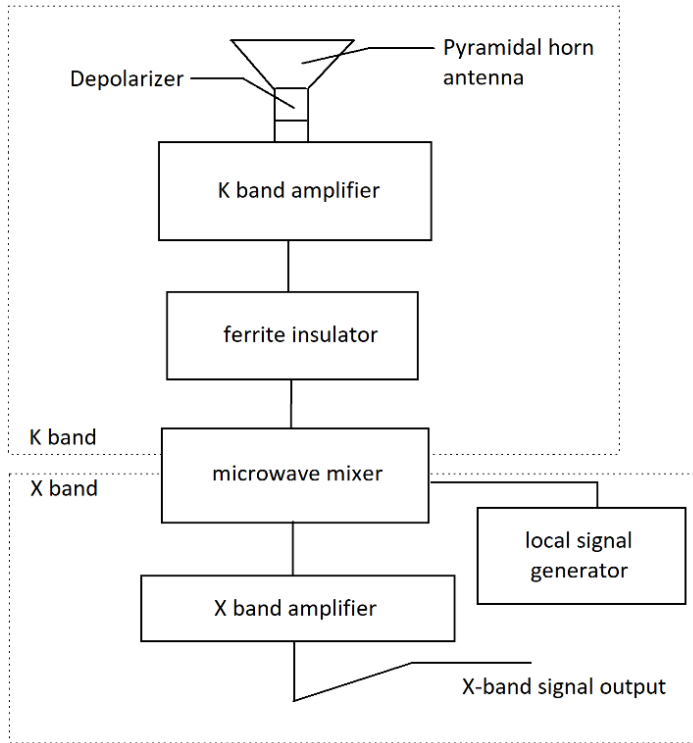 Pyramidal horn
antenna
Depolarizer
K band amplifier
ferrite insulator
K band
microwave mixer
X band
local signal
generator
X band amplifier
X-band signal output